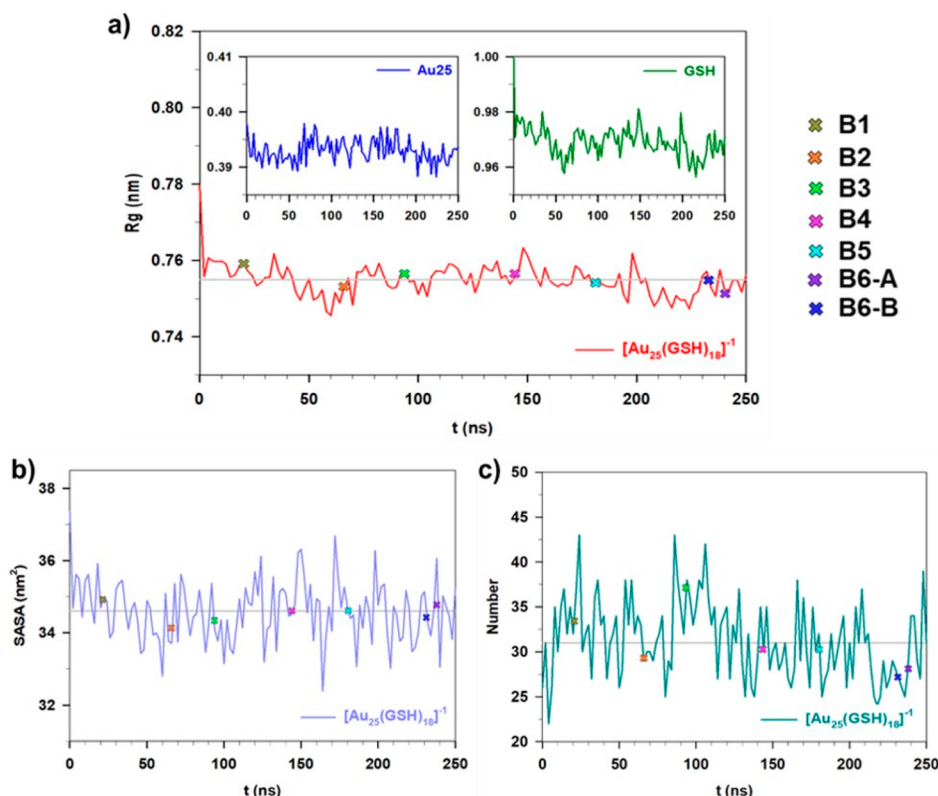 a)
0.82
0.80
0.78
0.76
0.74
Rg (nm)
0.41
0.40
0.39
Au25
0 50 100 150 200 250
1.00
0.98
0.96
GSH
0 50 100 150 200 250
[Au25(GSH)18]-1
0 50 100 150 200 250
t (ns)
B1
B2
B3
B4
B5
B6-A
B6-B
b)
38
36
34
32
SASA (nm2)
[Au25(GSH)18]-1
0 50 100 150 200 250
t (ns)
c)
50
45
40
35
30
25
20
Number
[Au25(GSH)18]-1
0 50 100 150 200 250
t (ns)